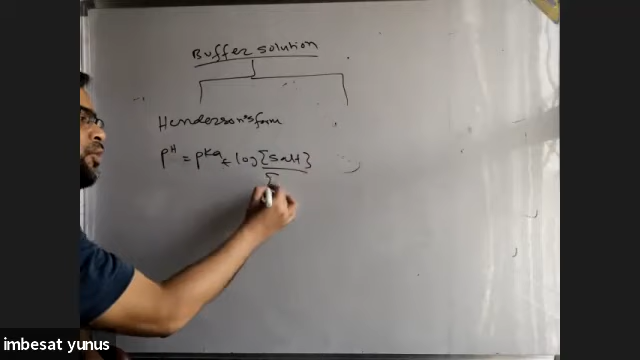 Buffer solution
Henderson's form
pH = pKa + log [salt]
[
imbesat yunus